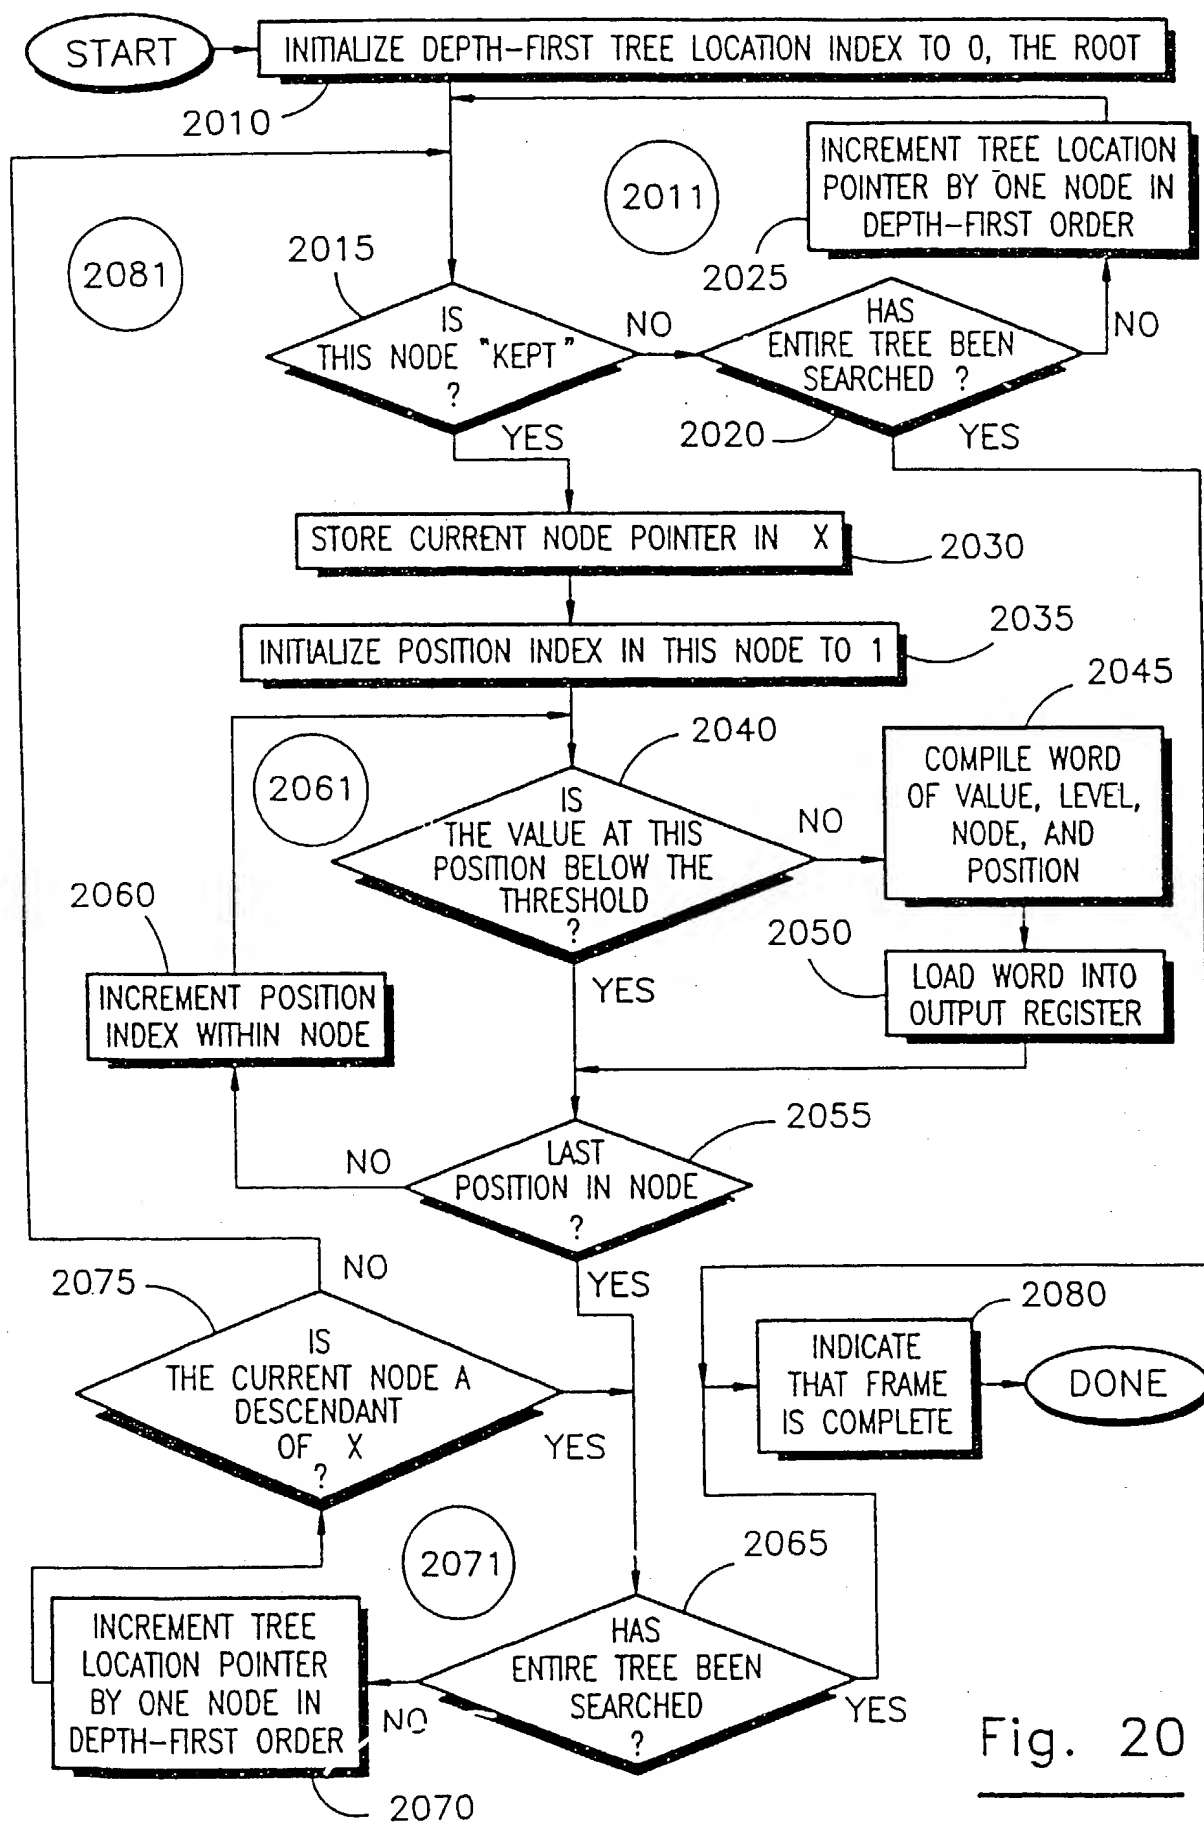 START
INITIALIZE DEPTH-FIRST TREE LOCATION INDEX TO 0, THE ROOT
2010
INCREMENT TREE LOCATION
POINTER BY ONE NODE IN
DEPTH-FIRST ORDER
2011
2025
2081
2015
IS
THIS NODE "KEPT"
?
NO
HAS
ENTIRE TREE BEEN
SEARCHED ?
NO
2020
YES
YES
STORE CURRENT NODE POINTER IN X
2030
INITIALIZE POSITION INDEX IN THIS NODE TO 1
2035
2045
2040
2061
IS
THE VALUE AT THIS
POSITION BELOW THE
THRESHOLD
?
NO
COMPILE WORD
OF VALUE, LEVEL,
NODE, AND
POSITION
2060
2050
YES
INCREMENT POSITION
INDEX WITHIN NODE
LOAD WORD INTO
OUTPUT REGISTER
2055
NO
LAST
POSITION IN NODE
?
YES
2075
NO
IS
THE CURRENT NODE A
DESCENDANT
OF X
?
YES
2080
INDICATE
THAT FRAME
IS COMPLETE
DONE
2071
2065
INCREMENT TREE
LOCATION POINTER
BY ONE NODE IN
DEPTH-FIRST ORDER
NO
HAS
ENTIRE TREE BEEN
SEARCHED
?
YES
2070
Fig. 20